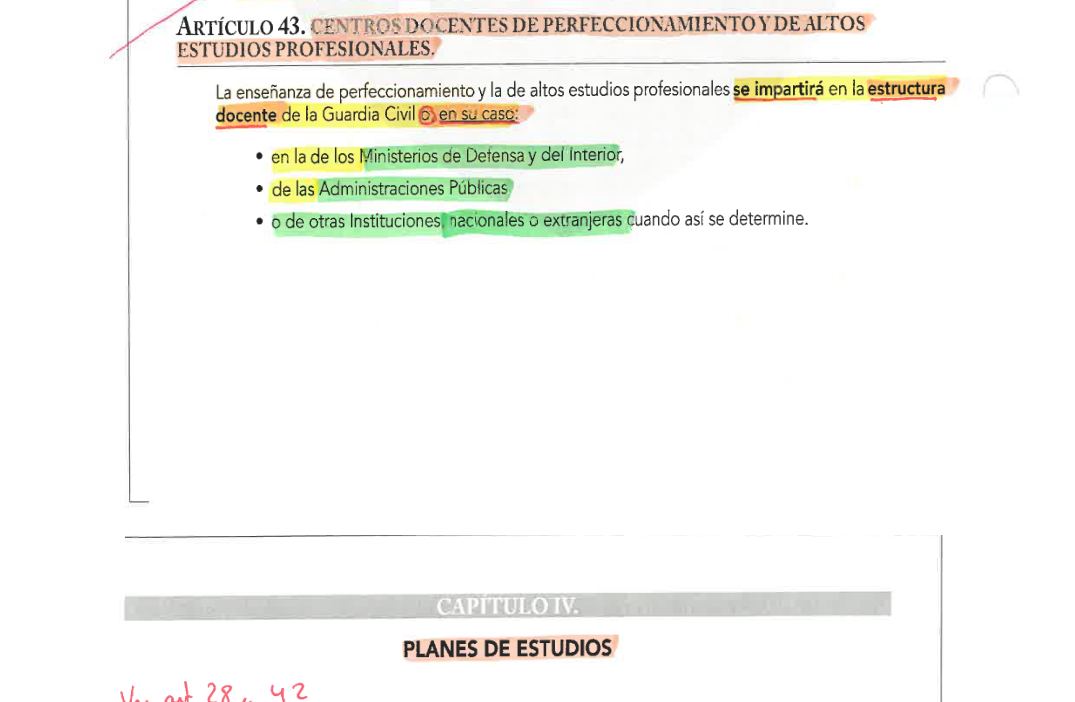 ARTÍCULO 43. CENTROS DOCENTES DE PERFECCIONAMIENTO Y DE ALTOS
ESTUDIOS PROFESIONALES.
La enseñanza de perfeccionamiento y la de altos estudios profesionales se impartirá en la estructura
docente de la Guardia Civil o, en su caso:
• en la de los Ministerios de Defensa y del Interior,
• de las Administraciones Públicas
• o de otras Instituciones, nacionales o extranjeras cuando así se determine.
CAPÍTULO IV.
PLANES DE ESTUDIOS
art 28 42